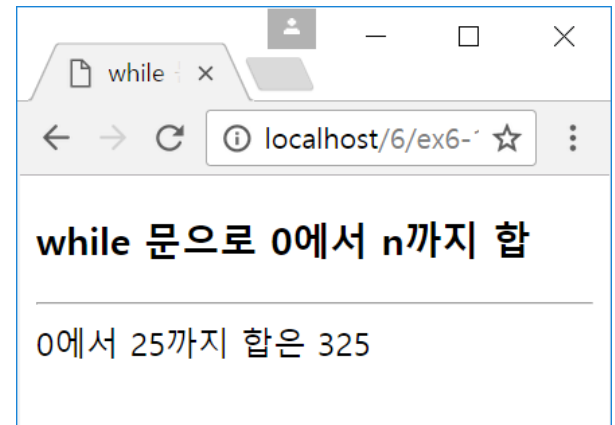 while
localhost/6/ex6-
while 문으로 0에서 n까지 합
0에서 25까지 합은 325